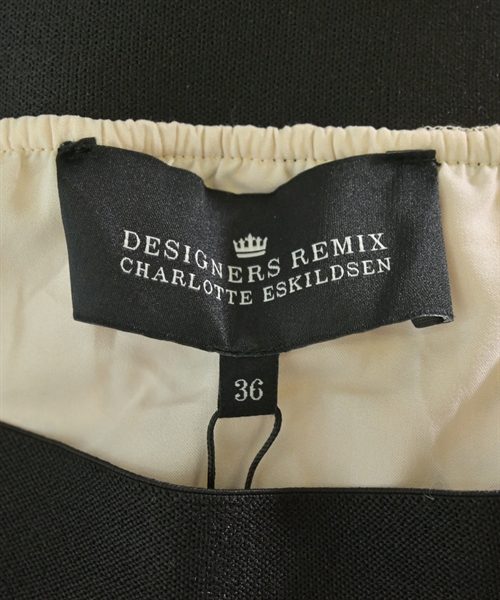 DESIGNERS REMIX
CHARLOTTE ESKILDSEN
36